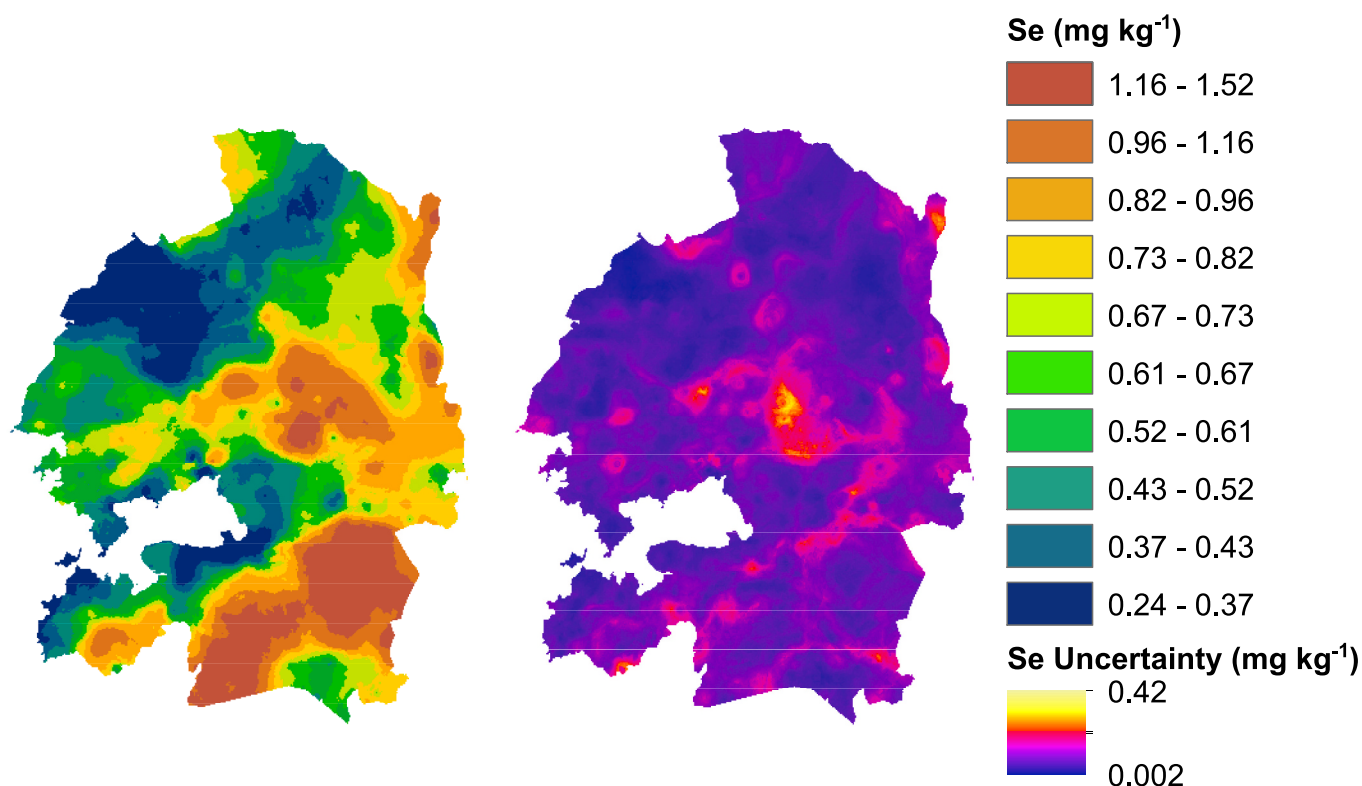 Se (mg kg⁻¹)
1.16 - 1.52
0.96 - 1.16
0.82 - 0.96
0.73 - 0.82
0.67 - 0.73
0.61 - 0.67
0.52 - 0.61
0.43 - 0.52
0.37 - 0.43
0.24 - 0.37
Se Uncertainty (mg kg⁻¹)
0.42
0.002